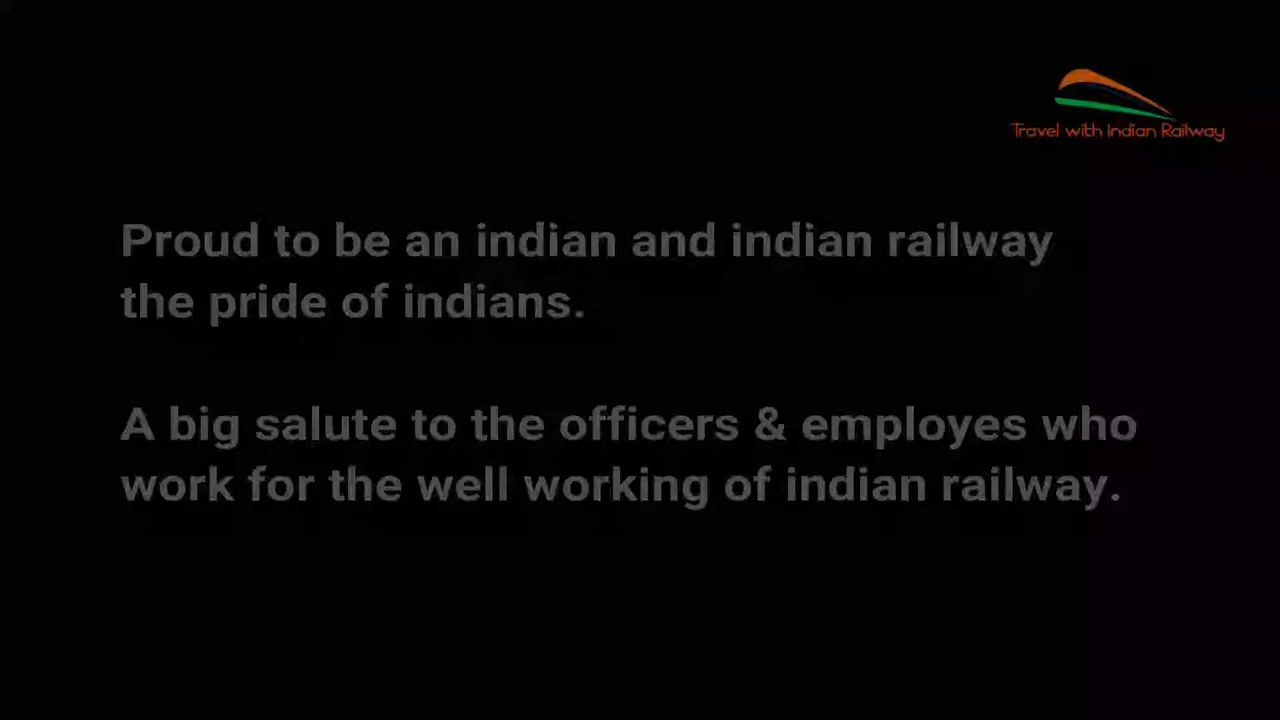 Travel with Indian Railway
Proud to be an indian and indian railway
the pride of indians.
A big salute to the officers & employes who
work for the well working of indian railway.